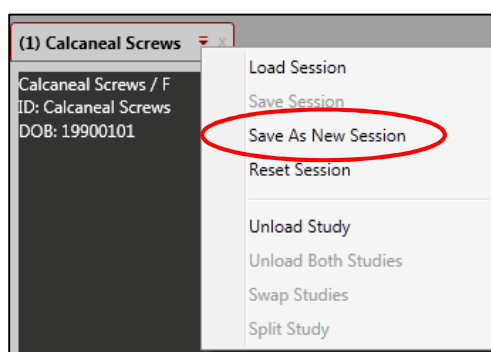 (1) Calcaneal Screws
Calcaneal Screws / F
ID: Calcaneal Screws
DOB: 19900101
Load Session
Save Session
Save As New Session
Reset Session
Unload Study
Unload Both Studies
Swap Studies
Split Study